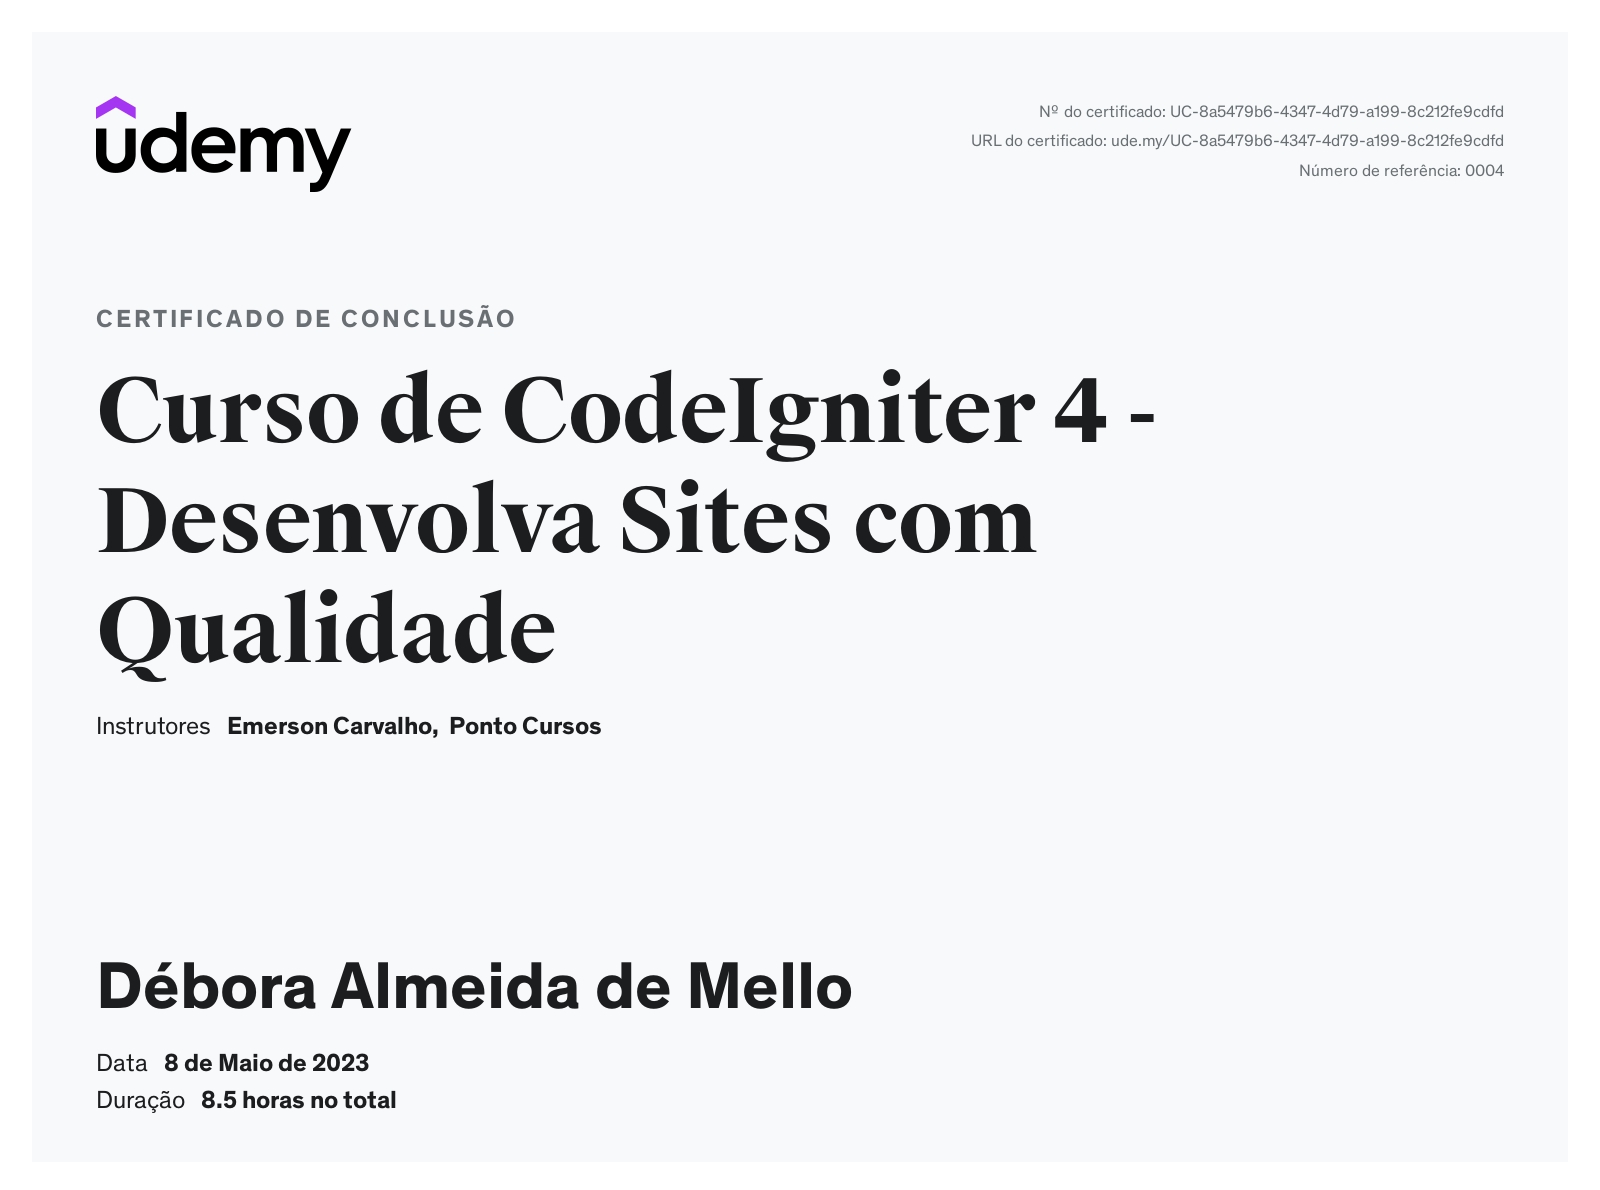 udemy
Nº do certificado: UC-8a5479b6-4347-4d79-a199-8c212fe9cdfd
URL do certificado: ude.my/UC-8a5479b6-4347-4d79-a199-8c212fe9cdfd
Número de referência: 0004
CERTIFICADO DE CONCLUSÃO
Curso de CodeIgniter 4 -
Desenvolva Sites com
Qualidade
Instrutores Emerson Carvalho, Ponto Cursos
Débora Almeida de Mello
Data 8 de Maio de 2023
Duração 8.5 horas no total